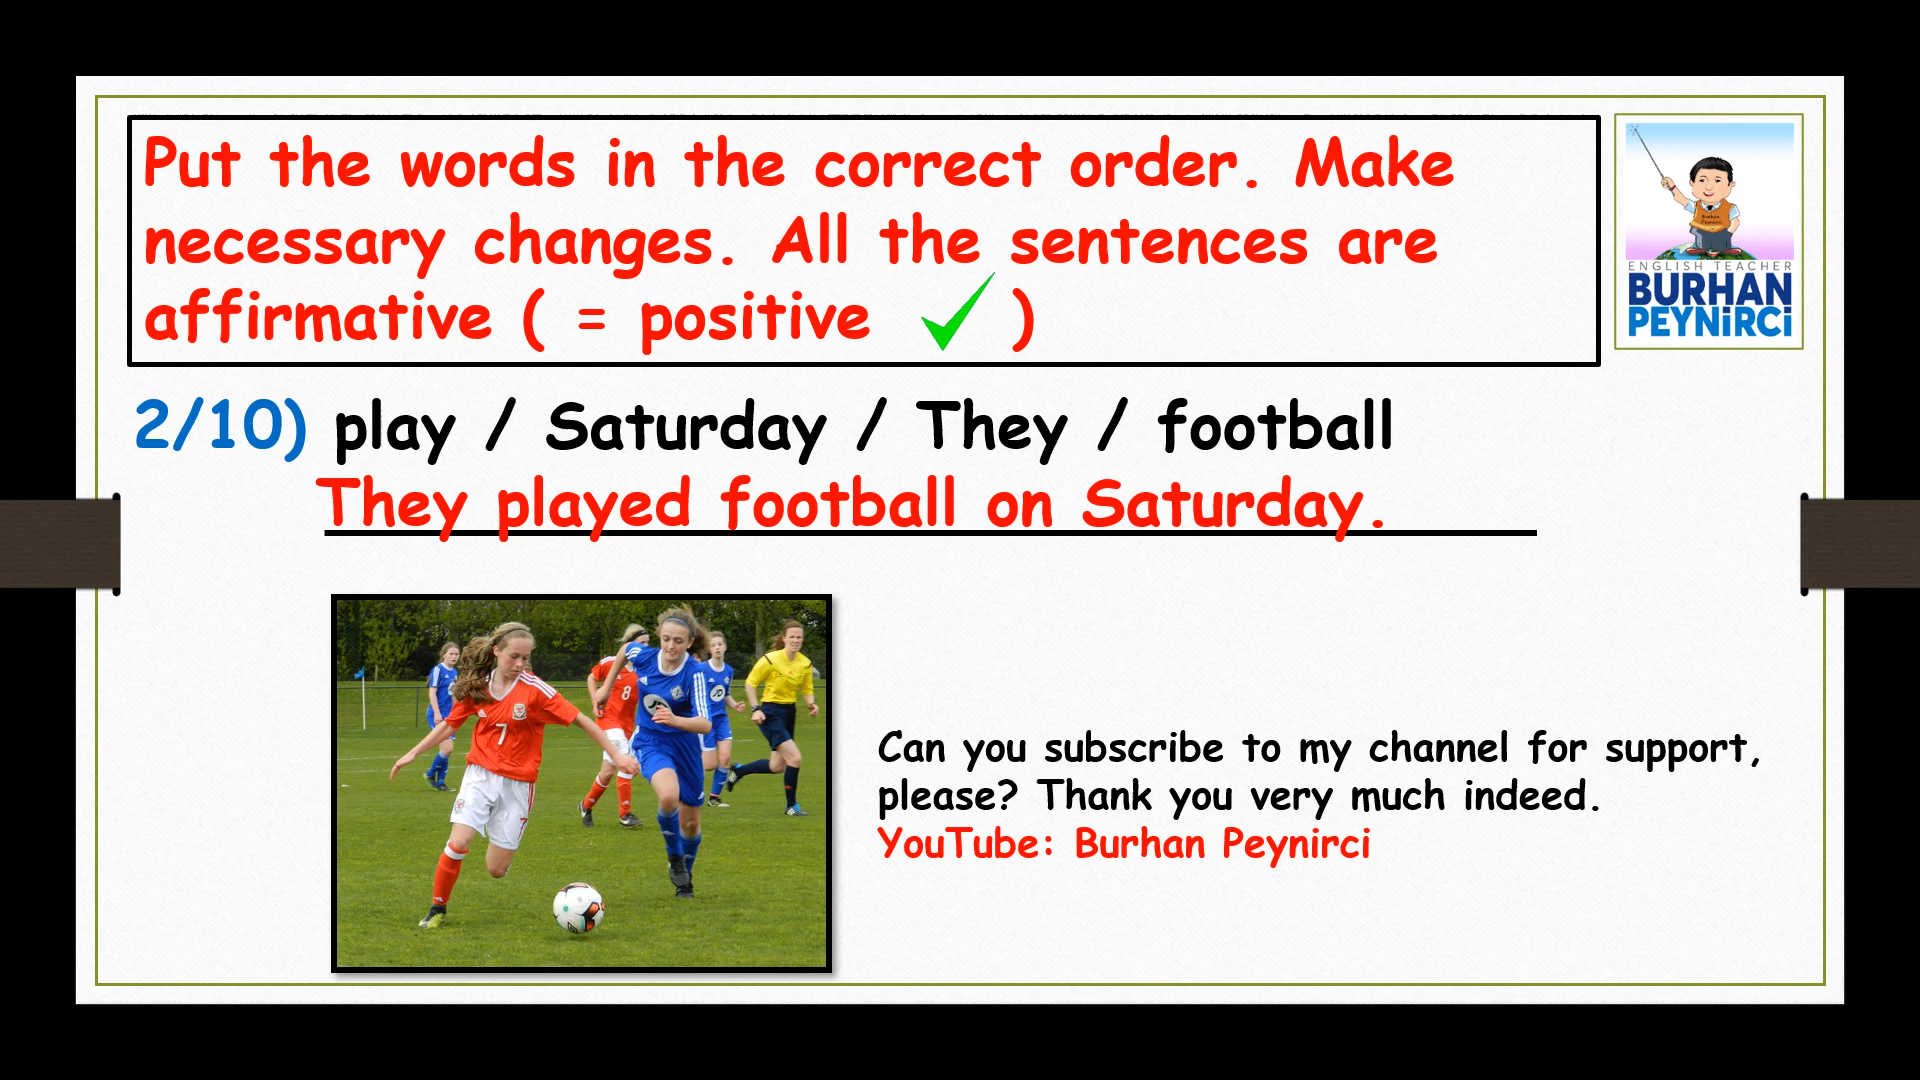 Put the words in the correct order. Make
necessary changes. All the sentences are
affirmative ( = positive ✓ )
ENGLISH TEACHER
BURHAN
PEYNİRCİ
2/10) play / Saturday / They / football
They played football on Saturday.
8
7
7
Can you subscribe to my channel for support,
please? Thank you very much indeed.
YouTube: Burhan Peynirci